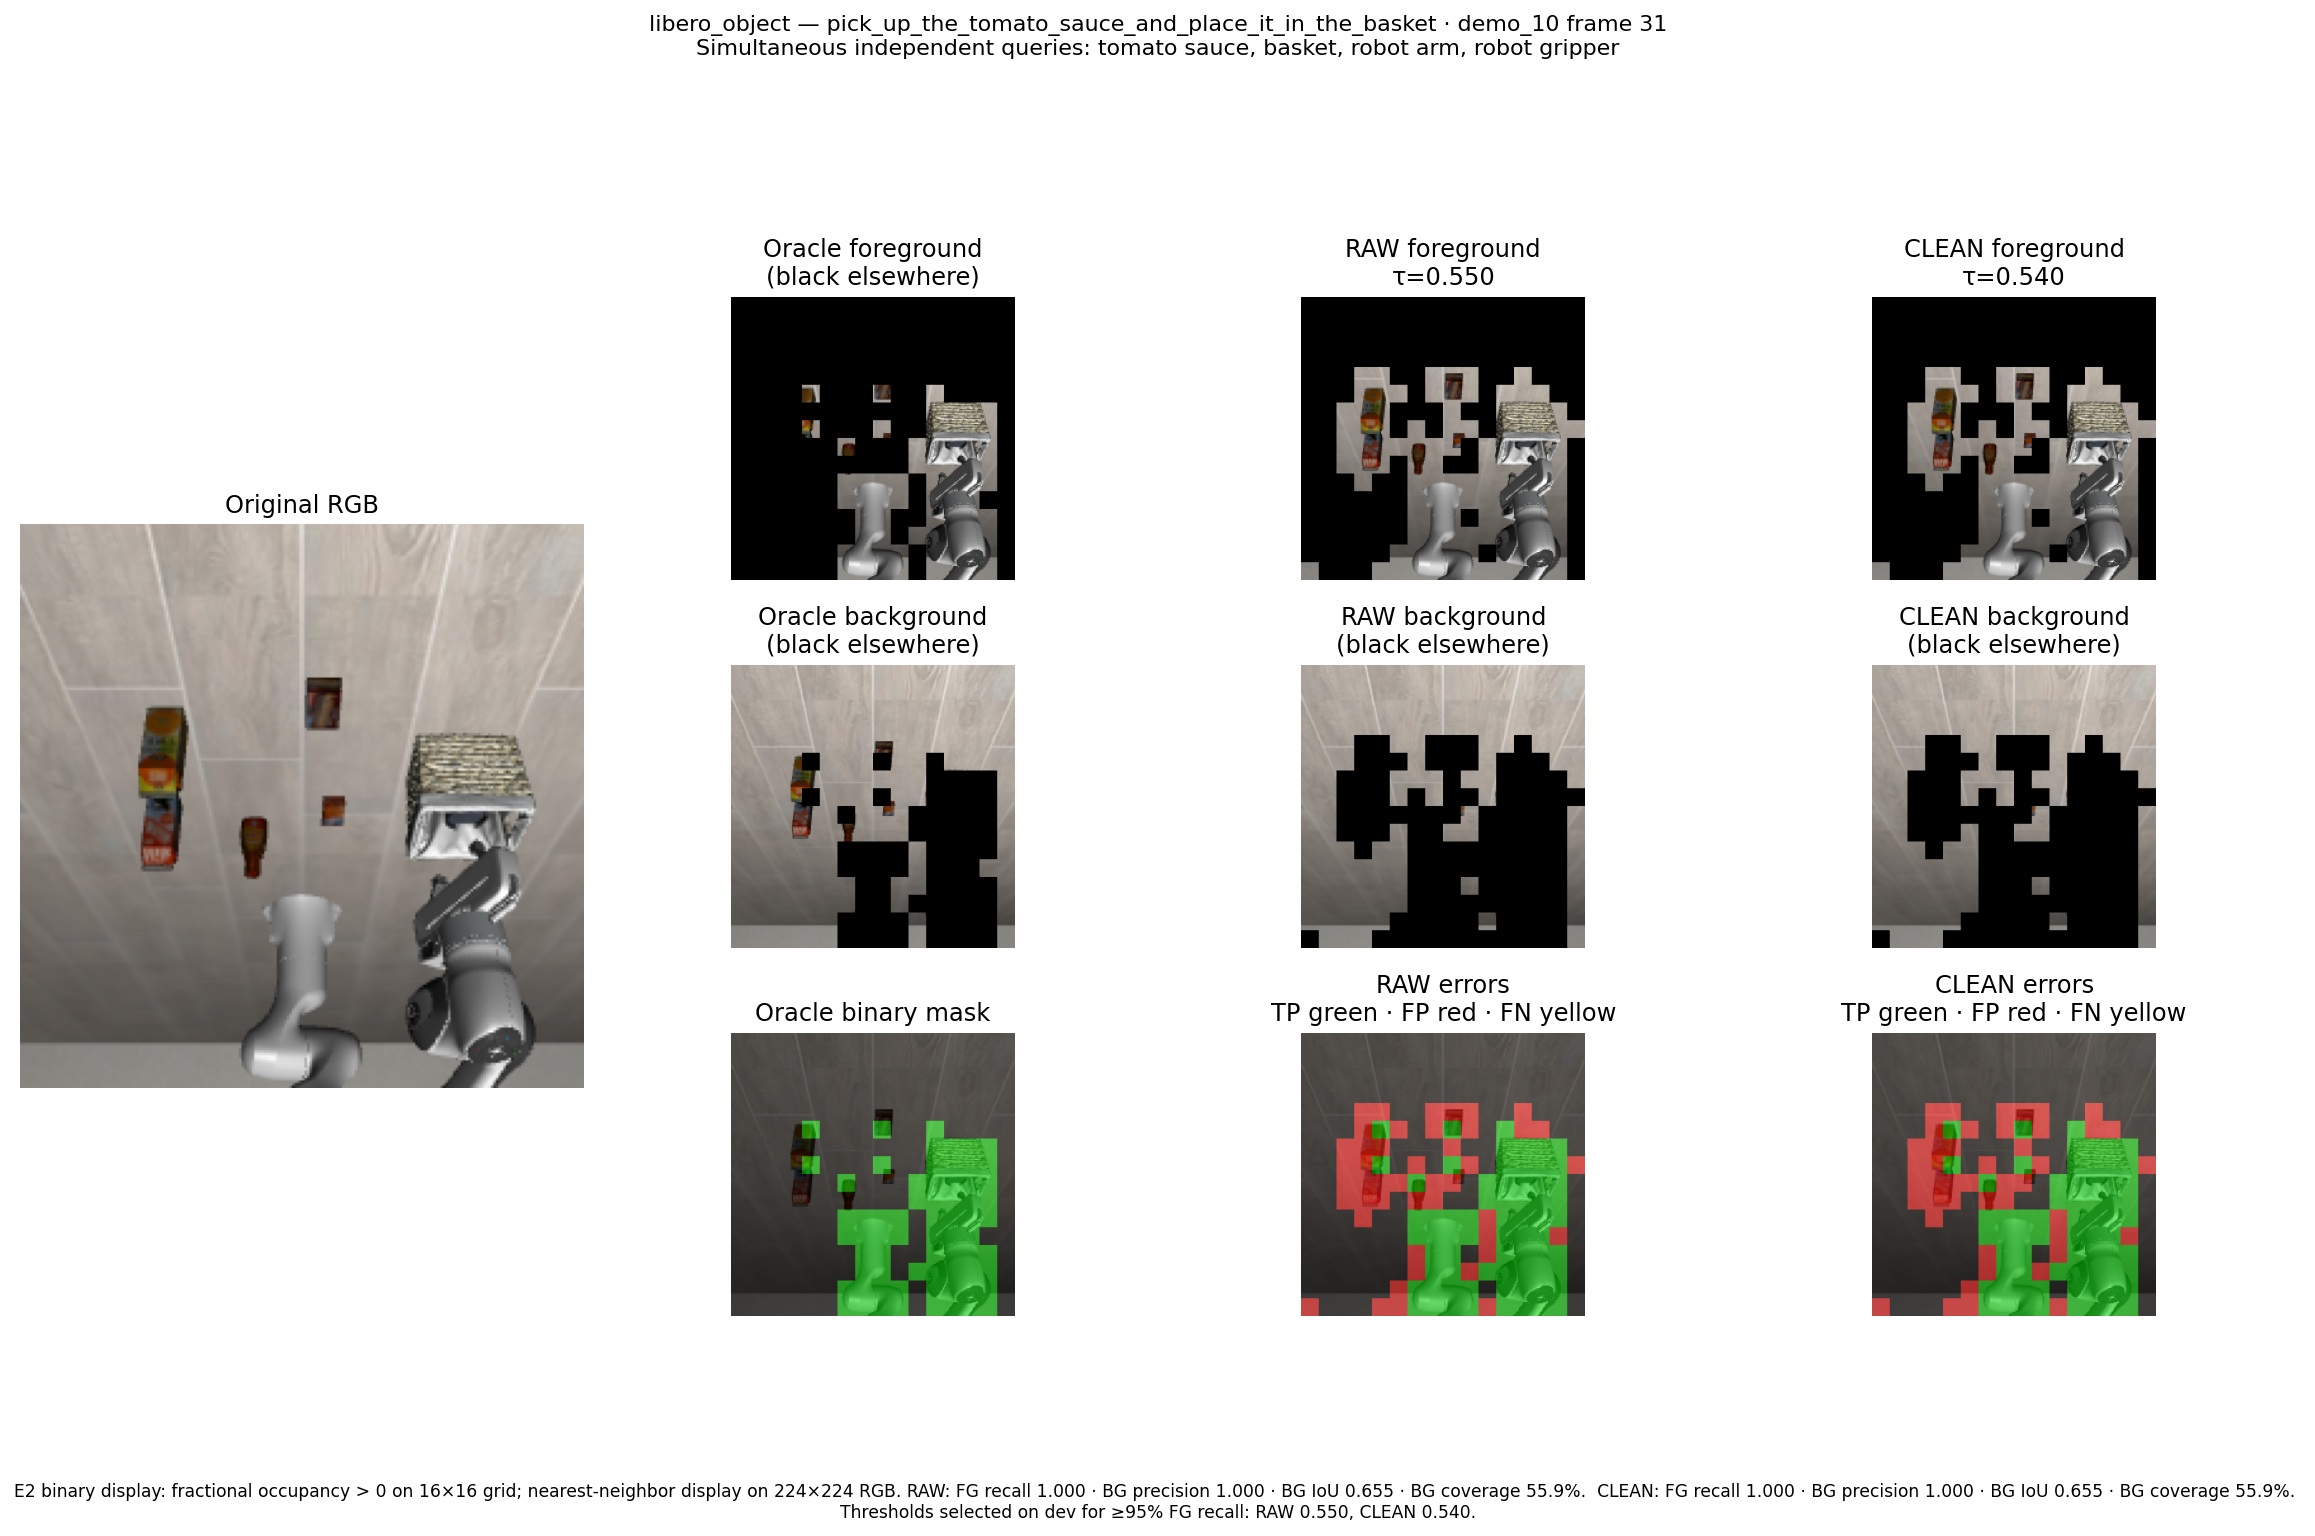 libero_object — pick_up_the_tomato_sauce_and_place_it_in_the_basket · demo_10 frame 31
Simultaneous independent queries: tomato sauce, basket, robot arm, robot gripper
Original RGB
Oracle foreground
(black elsewhere)
RAW foreground
τ=0.550
CLEAN foreground
τ=0.540
Oracle background
(black elsewhere)
RAW background
(black elsewhere)
CLEAN background
(black elsewhere)
Oracle binary mask
RAW errors
TP green · FP red · FN yellow
CLEAN errors
TP green · FP red · FN yellow
E2 binary display: fractional occupancy > 0 on 16×16 grid; nearest-neighbor display on 224×224 RGB. RAW: FG recall 1.000 · BG precision 1.000 · BG IoU 0.655 · BG coverage 55.9%.  CLEAN: FG recall 1.000 · BG precision 1.000 · BG IoU 0.655 · BG coverage 55.9%.
Thresholds selected on dev for ≥95% FG recall: RAW 0.550, CLEAN 0.540.